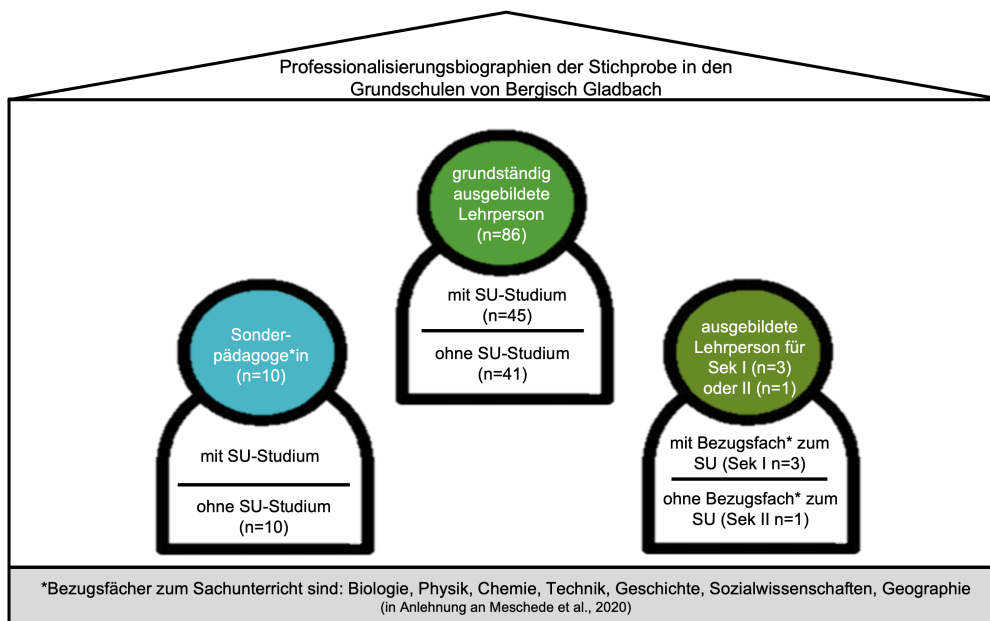 Professionalisierungsbiographien der Stichprobe in den
Grundschulen von Bergisch Gladbach
grundständig
ausgebildete
Lehrperson
(n=86)
mit SU-Studium
(n=45)
ohne SU-Studium
(n=41)
Sonder-
pädagoge*in
(n=10)
mit SU-Studium
ohne SU-Studium
(n=10)
ausgebildete
Lehrperson für
Sek I (n=3)
oder II (n=1)
mit Bezugsfach* zum
SU (Sek I n=3)
ohne Bezugsfach* zum
SU (Sek II n=1)
*Bezugsfächer zum Sachunterricht sind: Biologie, Physik, Chemie, Technik, Geschichte, Sozialwissenschaften, Geographie
(in Anlehnung an Meschede et al., 2020)